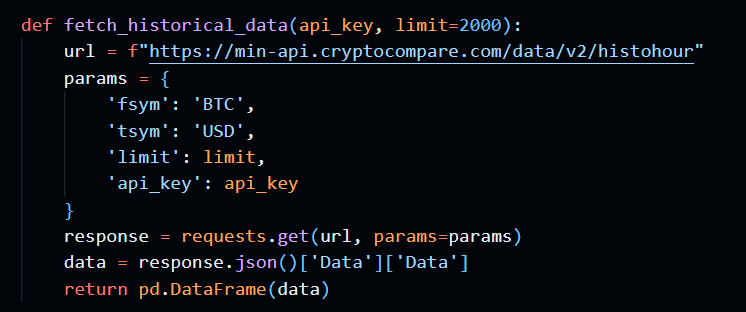 def fetch_historical_data(api_key, limit=2000):
    url = f"https://min-api.cryptocompare.com/data/v2/histohour"
    params = {
        'fsym': 'BTC',
        'tsym': 'USD',
        'limit': limit,
        'api_key': api_key
    }
    response = requests.get(url, params=params)
    data = response.json()['Data']['Data']
    return pd.DataFrame(data)